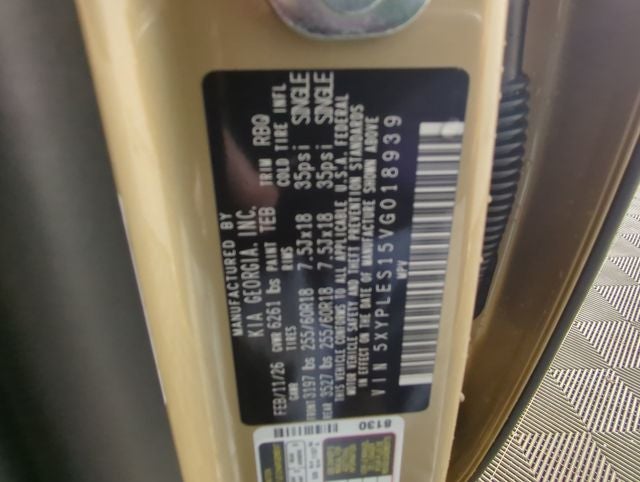 MANUFACTURED BY
KIA GEORGIA, INC.
FEB/11/26 GVWR 6261 lbs PAINT TEB TRIM RBQ
GAWR TIRES RIMS COLD TIRE INFL
FRONT 3197 lbs 255/60R18 7.5Jx18 35psi SINGLE
REAR 3527 lbs 255/60R18 7.5Jx18 35psi SINGLE
THIS VEHICLE CONFORMS TO ALL APPLICABLE U.S.A. FEDERAL
MOTOR VEHICLE SAFETY AND THEFT PREVENTION STANDARDS
IN EFFECT ON THE DATE OF MANUFACTURE SHOWN ABOVE
VIN 5XYPLES15VG018939
MPV
8130